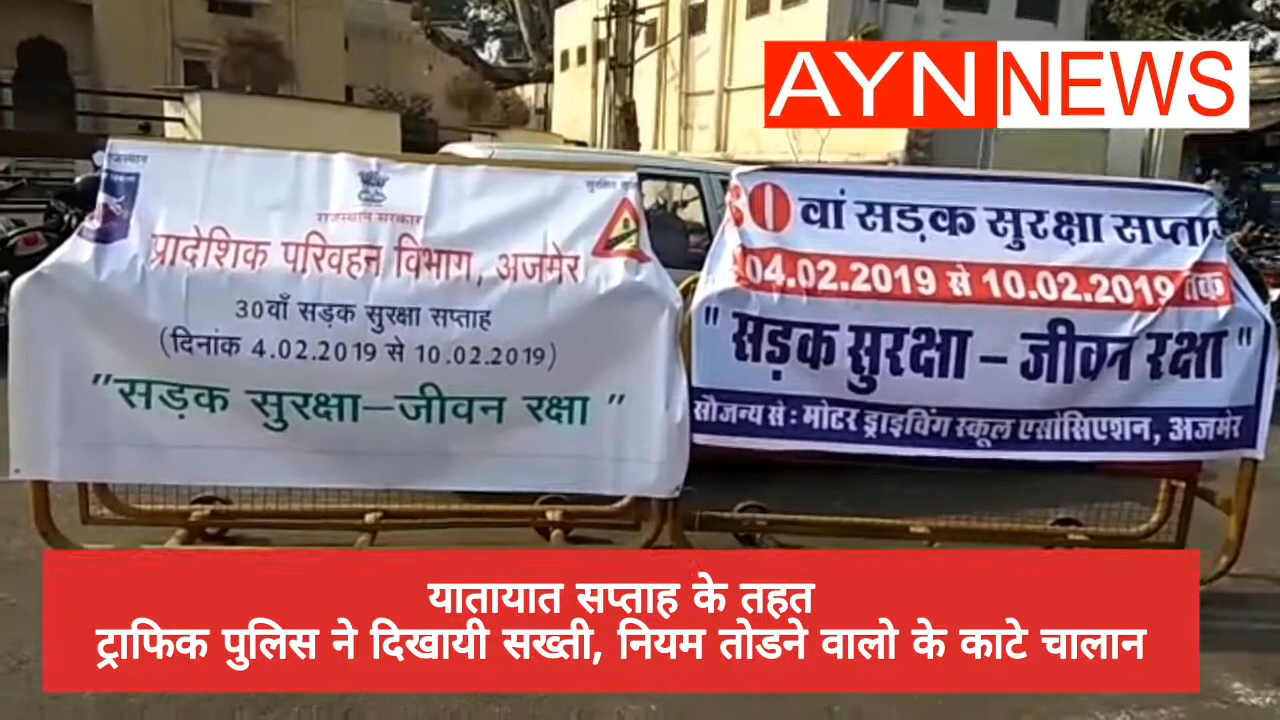 AYN NEWS
राजस्थान
राजस्थान सरकार
प्रादेशिक परिवहन विभाग, अजमेर
30वाँ सड़क सुरक्षा सप्ताह
(दिनांक 4.02.2019 से 10.02.2019)
"सड़क सुरक्षा–जीवन रक्षा"
30 वां सड़क सुरक्षा सप्ता
04.02.2019 से 10.02.2019 तक
"सड़क सुरक्षा – जीवन रक्षा"
सौजन्य से : मोटर ड्राइविंग स्कूल एसोसिएशन, अजमेर
यातायात सप्ताह के तहत
ट्राफिक पुलिस ने दिखायी सख्ती, नियम तोडने वालो के काटे चालान